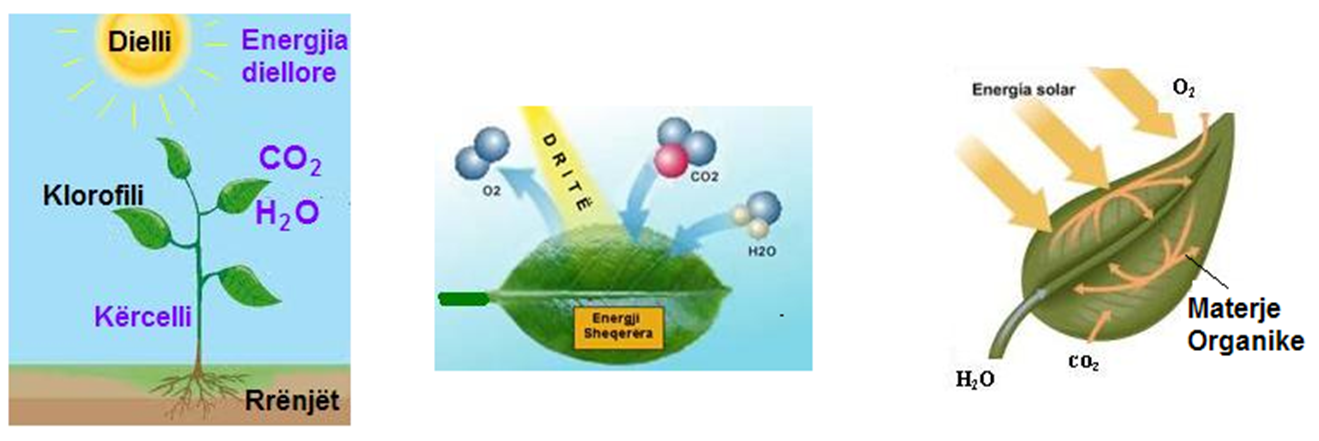 Dielli
Energjia
diellore
CO₂
Klorofili
H₂O
Kërcelli
Rrënjët
DRITË
O2
CO2
H2O
Energji
Sheqerëra
Energia solar
O₂
Materje
Organike
CO₂
H₂O